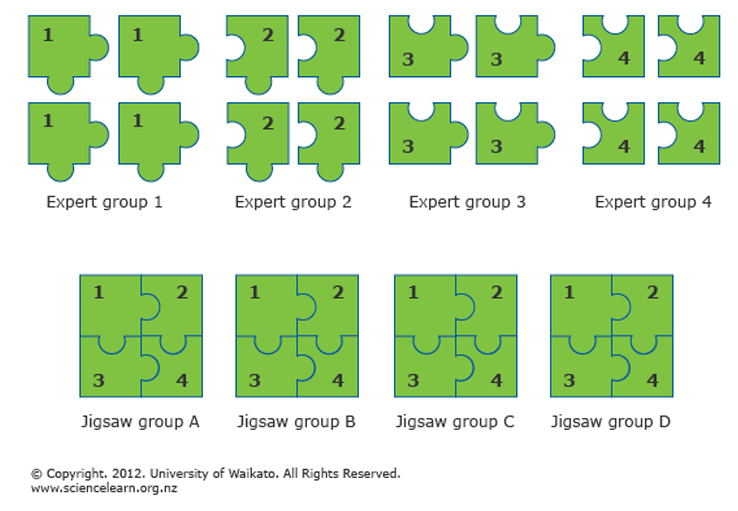 1 1 2 2 3 3 4 4
1 1 2 2 3 3 4 4
Expert group 1 Expert group 2 Expert group 3 Expert group 4
1 2 1 2 1 2 1 2
3 4 3 4 3 4 3 4
Jigsaw group A Jigsaw group B Jigsaw group C Jigsaw group D
© Copyright. 2012. University of Waikato. All Rights Reserved.
www.sciencelearn.org.nz